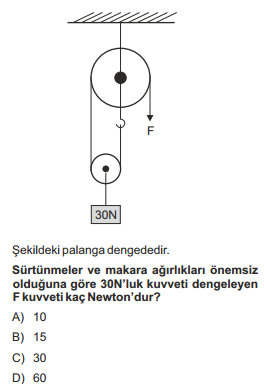 F
30N
Şekildeki palanga dengededir.
Sürtünmeler ve makara ağırlıkları önemsiz
olduğuna göre 30N'luk kuvveti dengeleyen
F kuvveti kaç Newton'dur?
A) 10
B) 15
C) 30
D) 60